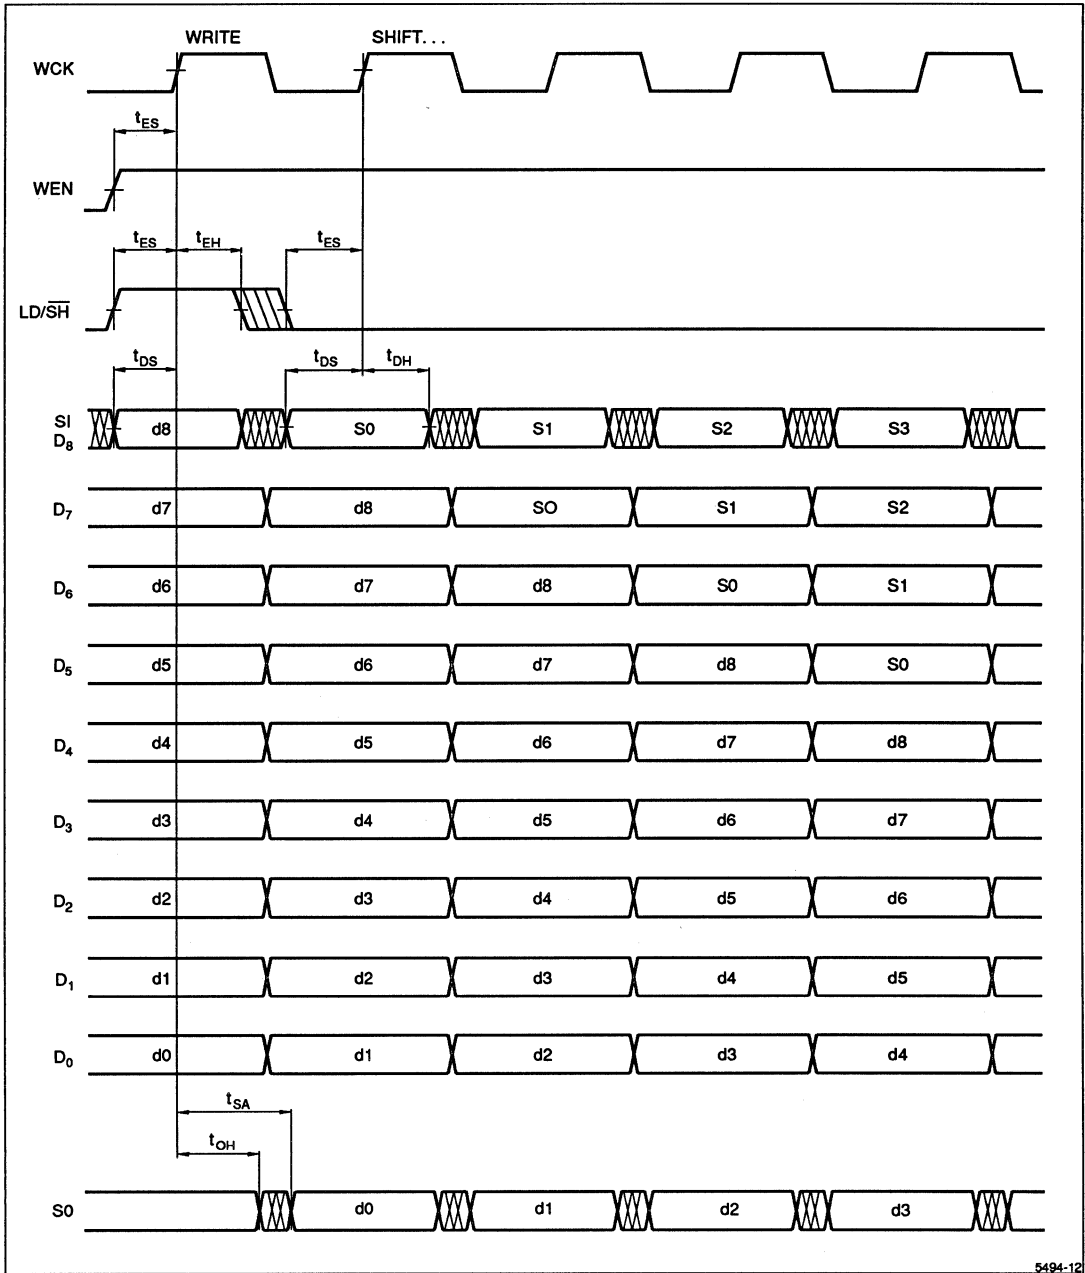 WRITE SHIFT. . .
WCK
tES
WEN
tES tEH tES
LD/SH
tDS tDS tDH
SI
D8 d8 S0 S1 S2 S3
D7 d7 d8 SO S1 S2
D6 d6 d7 d8 S0 S1
D5 d5 d6 d7 d8 S0
D4 d4 d5 d6 d7 d8
D3 d3 d4 d5 d6 d7
D2 d2 d3 d4 d5 d6
D1 d1 d2 d3 d4 d5
D0 d0 d1 d2 d3 d4
tSA
tOH
S0 d0 d1 d2 d3
5494-12